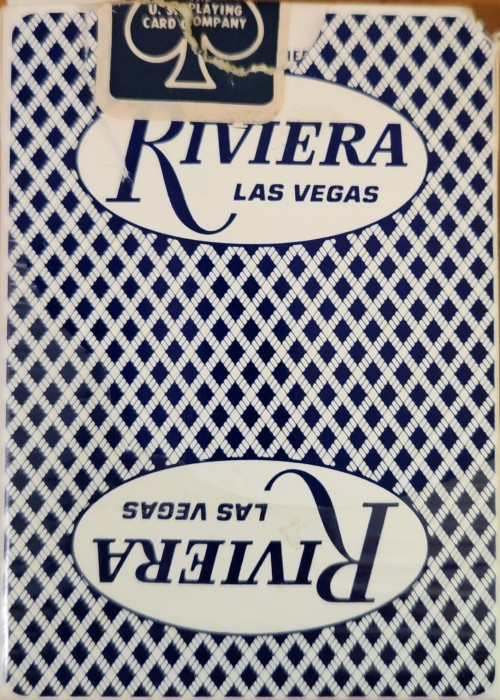 U. S. PLAYING
CARD COMPANY
RIVIERA
LAS VEGAS
LAS VEGAS
RIVIERA